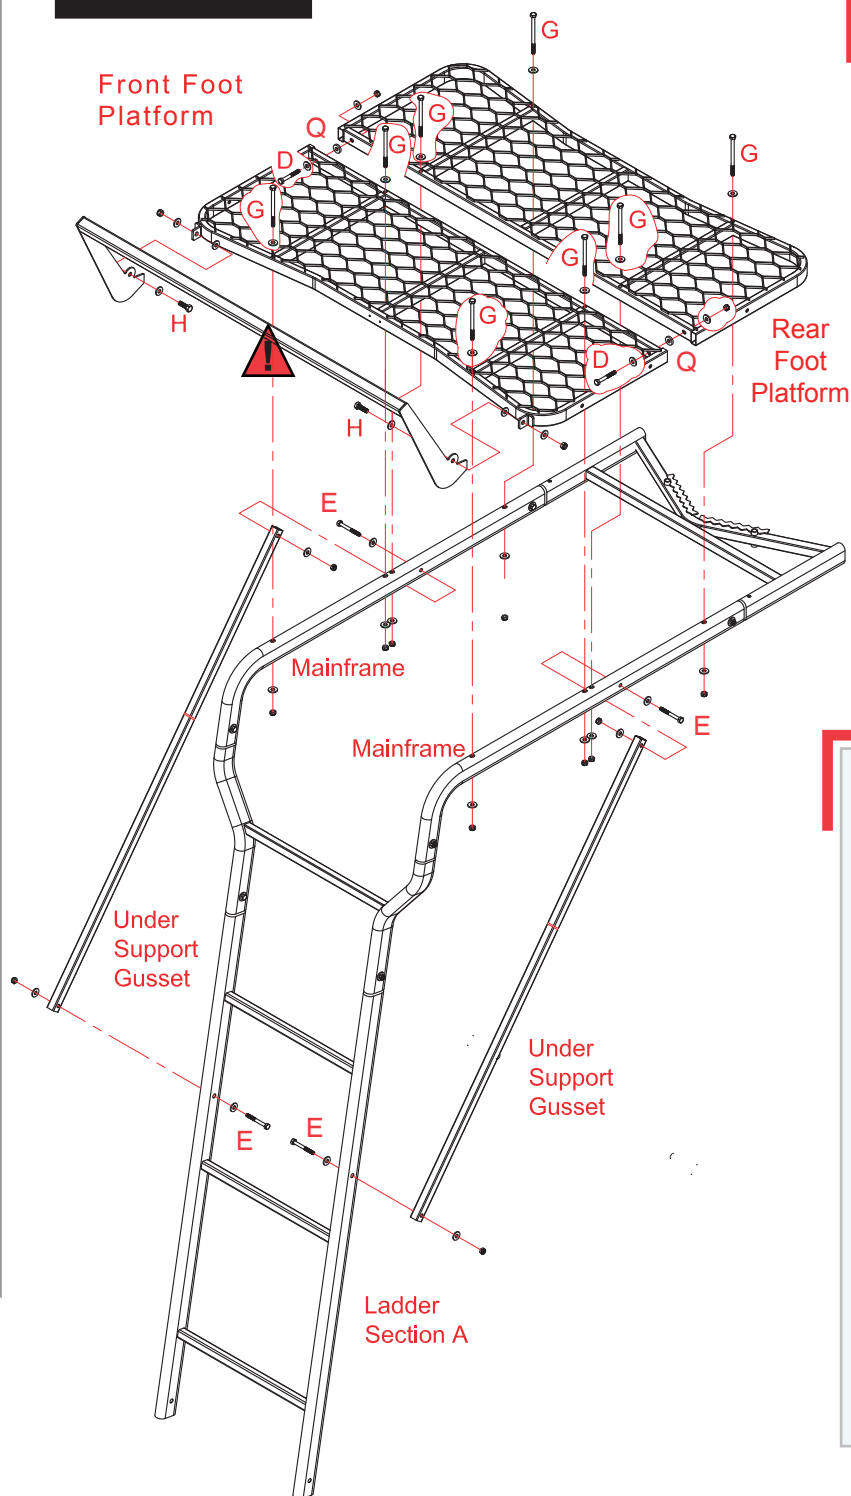 G
Front Foot
Platform
G
Q
G
G
D
G
G
G
H
G
D
Q
Rear
Foot
Platform
!
H
E
Mainframe
E
Mainframe
Under
Support
Gusset
Under
Support
Gusset
E
E
Ladder
Section A